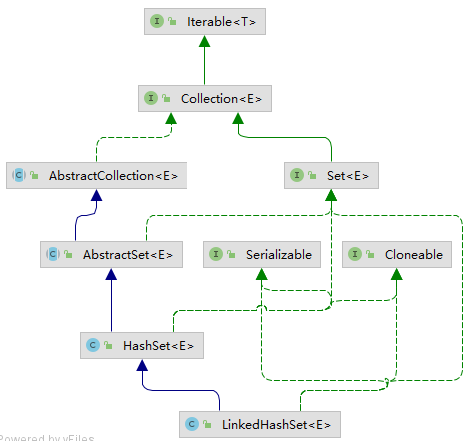 I Iterable<T>
I Collection<E>
C AbstractCollection<E>
I Set<E>
C AbstractSet<E>
I Serializable
I Cloneable
C HashSet<E>
C LinkedHashSet<E>
Powered by yFiles